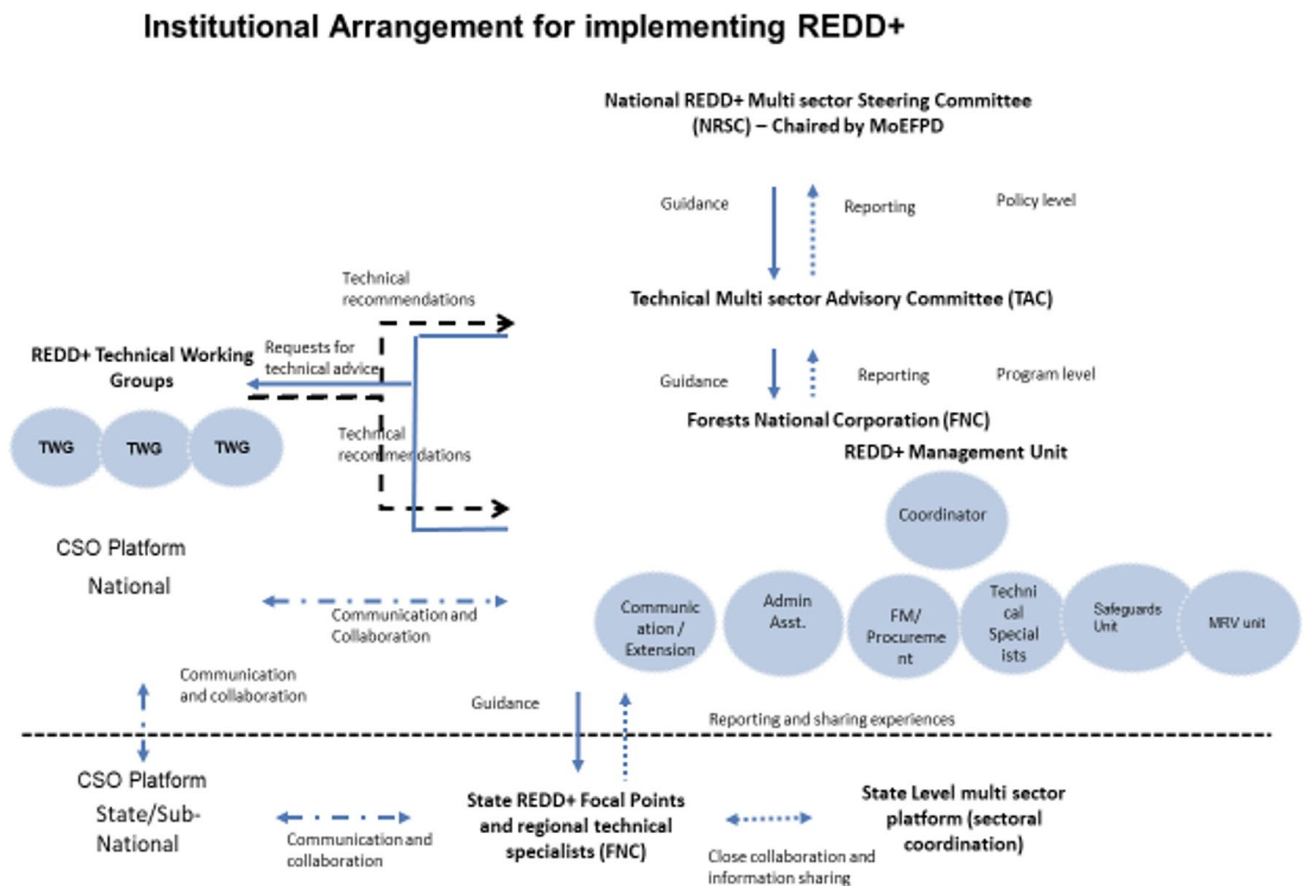 Institutional Arrangement for implementing REDD+
National REDD+ Multi sector Steering Committee
(NRSC) – Chaired by MoEFPD
Guidance
Reporting
Policy level
Technical Multi sector Advisory Committee (TAC)
Technical
recommendations
REDD+ Technical Working
Groups
Requests for
technical advice
Guidance
Reporting
Program level
Forests National Corporation (FNC)
REDD+ Management Unit
TWG
TWG
TWG
Technical
recommendations
Coordinator
CSO Platform
National
Communication and
Collaboration
Communic
ation /
Extension
Admin
Asst.
FM/
Procureme
nt
Techni
cal
Special
ists
Safeguards
Unit
MRV unit
Communication
and collaboration
Guidance
Reporting and sharing experiences
CSO Platform
State/Sub-
National
Communication and
collaboration
State REDD+ Focal Points
and regional technical
specialists (FNC)
Close collaboration and
information sharing
State Level multi sector
platform (sectoral
coordination)